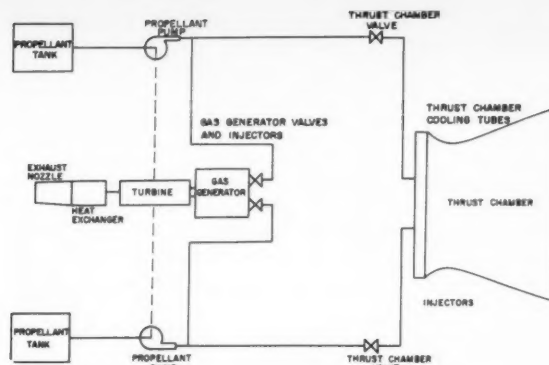 THRUST CHAMBER
VALVE
PROPELLANT
PUMP
PROPELLANT
TANK
GAS GENERATOR VALVES
AND INJECTORS
THRUST CHAMBER
COOLING TUBES
EXHAUST
NOZZLE
TURBINE
GAS
GENERATOR
HEAT
EXCHANGER
THRUST CHAMBER
INJECTORS
PROPELLANT
TANK
PROPELLANT
THRUST CHAMBER